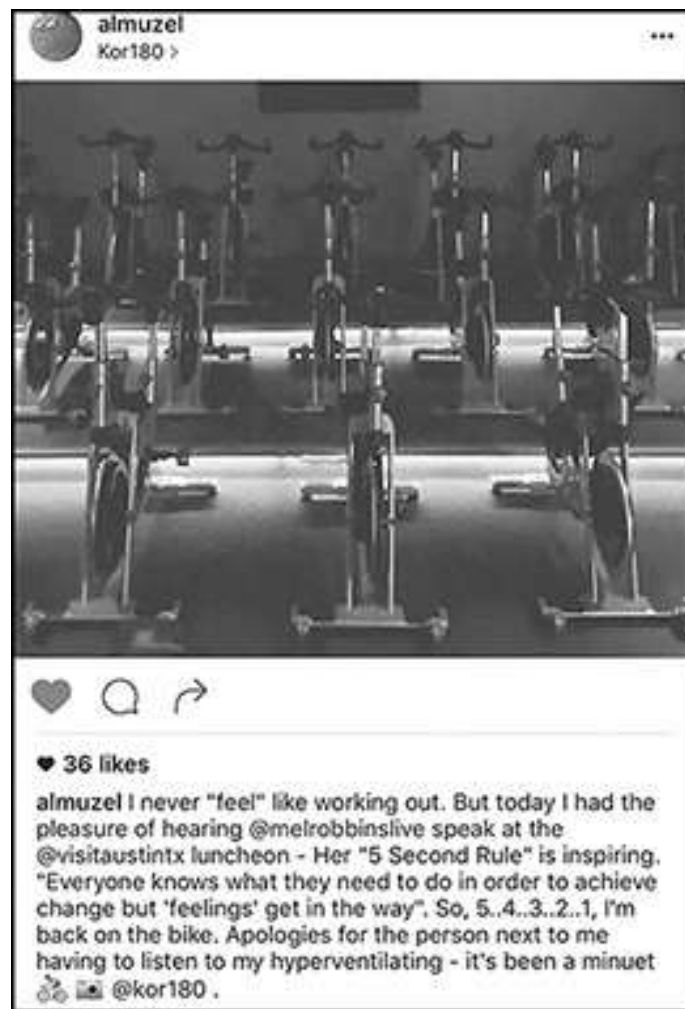 almuzel
Kor180 >
36 likes
almuzel I never "feel" like working out. But today I had the
pleasure of hearing @melrobbinslive speak at the
@visitaustintx luncheon - Her "5 Second Rule" is inspiring.
"Everyone knows what they need to do in order to achieve
change but 'feelings' get in the way". So, 5..4..3..2..1, I'm
back on the bike. Apologies for the person next to me
having to listen to my hyperventilating - it's been a minuet
🚴 📷 @kor180 .